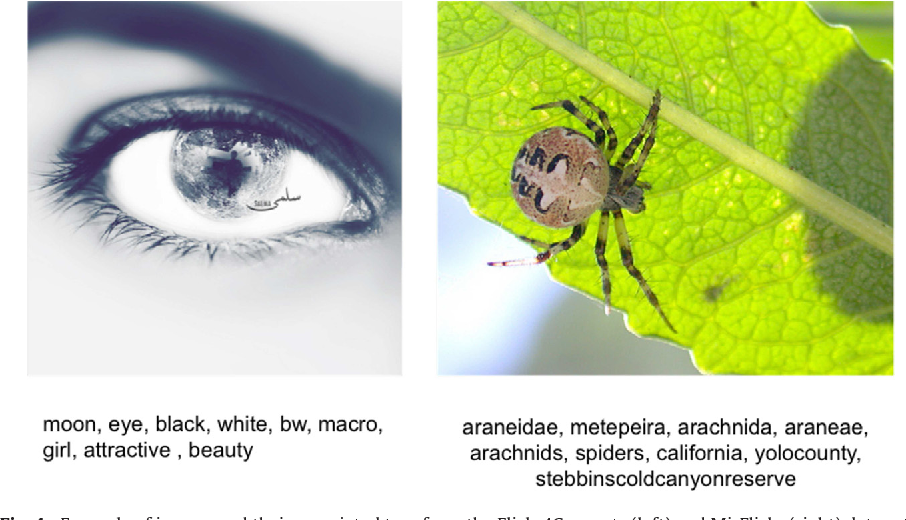 SALMA سلمى
moon, eye, black, white, bw, macro,
girl, attractive , beauty
araneidae, metepeira, arachnida, araneae,
arachnids, spiders, california, yolocounty,
stebbinscoldcanyonreserve